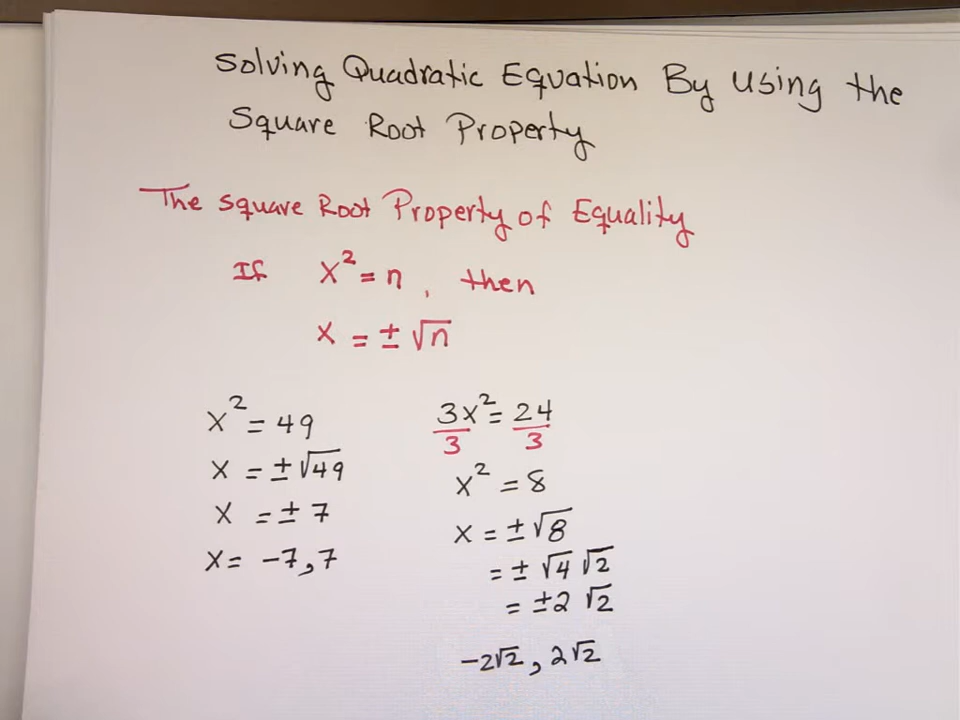 Solving Quadratic Equation By Using the
Square Root Property
The Square Root Property of Equality
If x² = n, then
x = ±√n
x² = 49
x = ±√49
x = ±7
x = -7, 7
3x² = 24
3 3
x² = 8
x = ±√8
= ±√4 √2
= ±2 √2
-2√2, 2√2